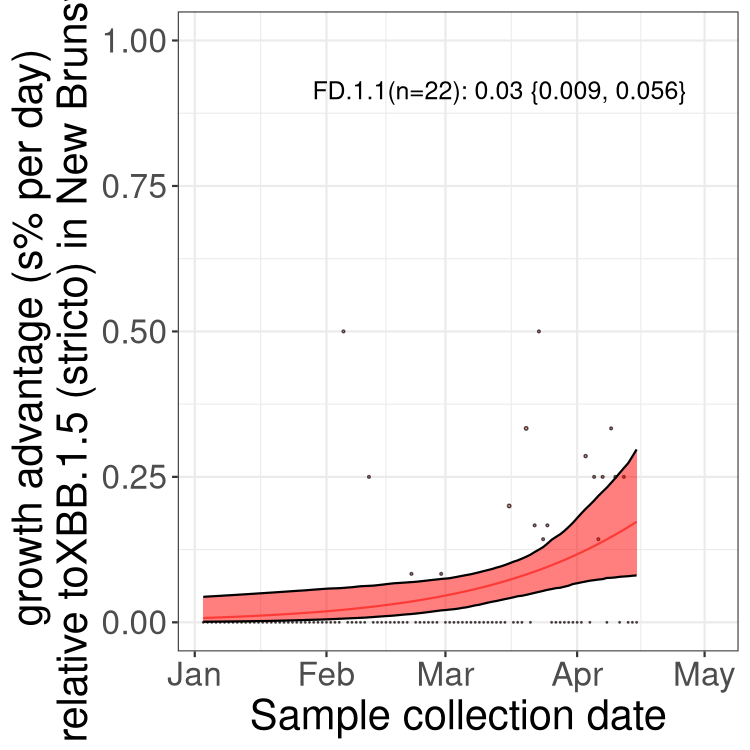 growth advantage (s% per day)
relative toXBB.1.5 (stricto) in New
1.00
0.75
0.50
0.25
0.00
FD.1.1(n=22): 0.03 {0.009, 0.056}
Jan Feb Mar Apr May
Sample collection date